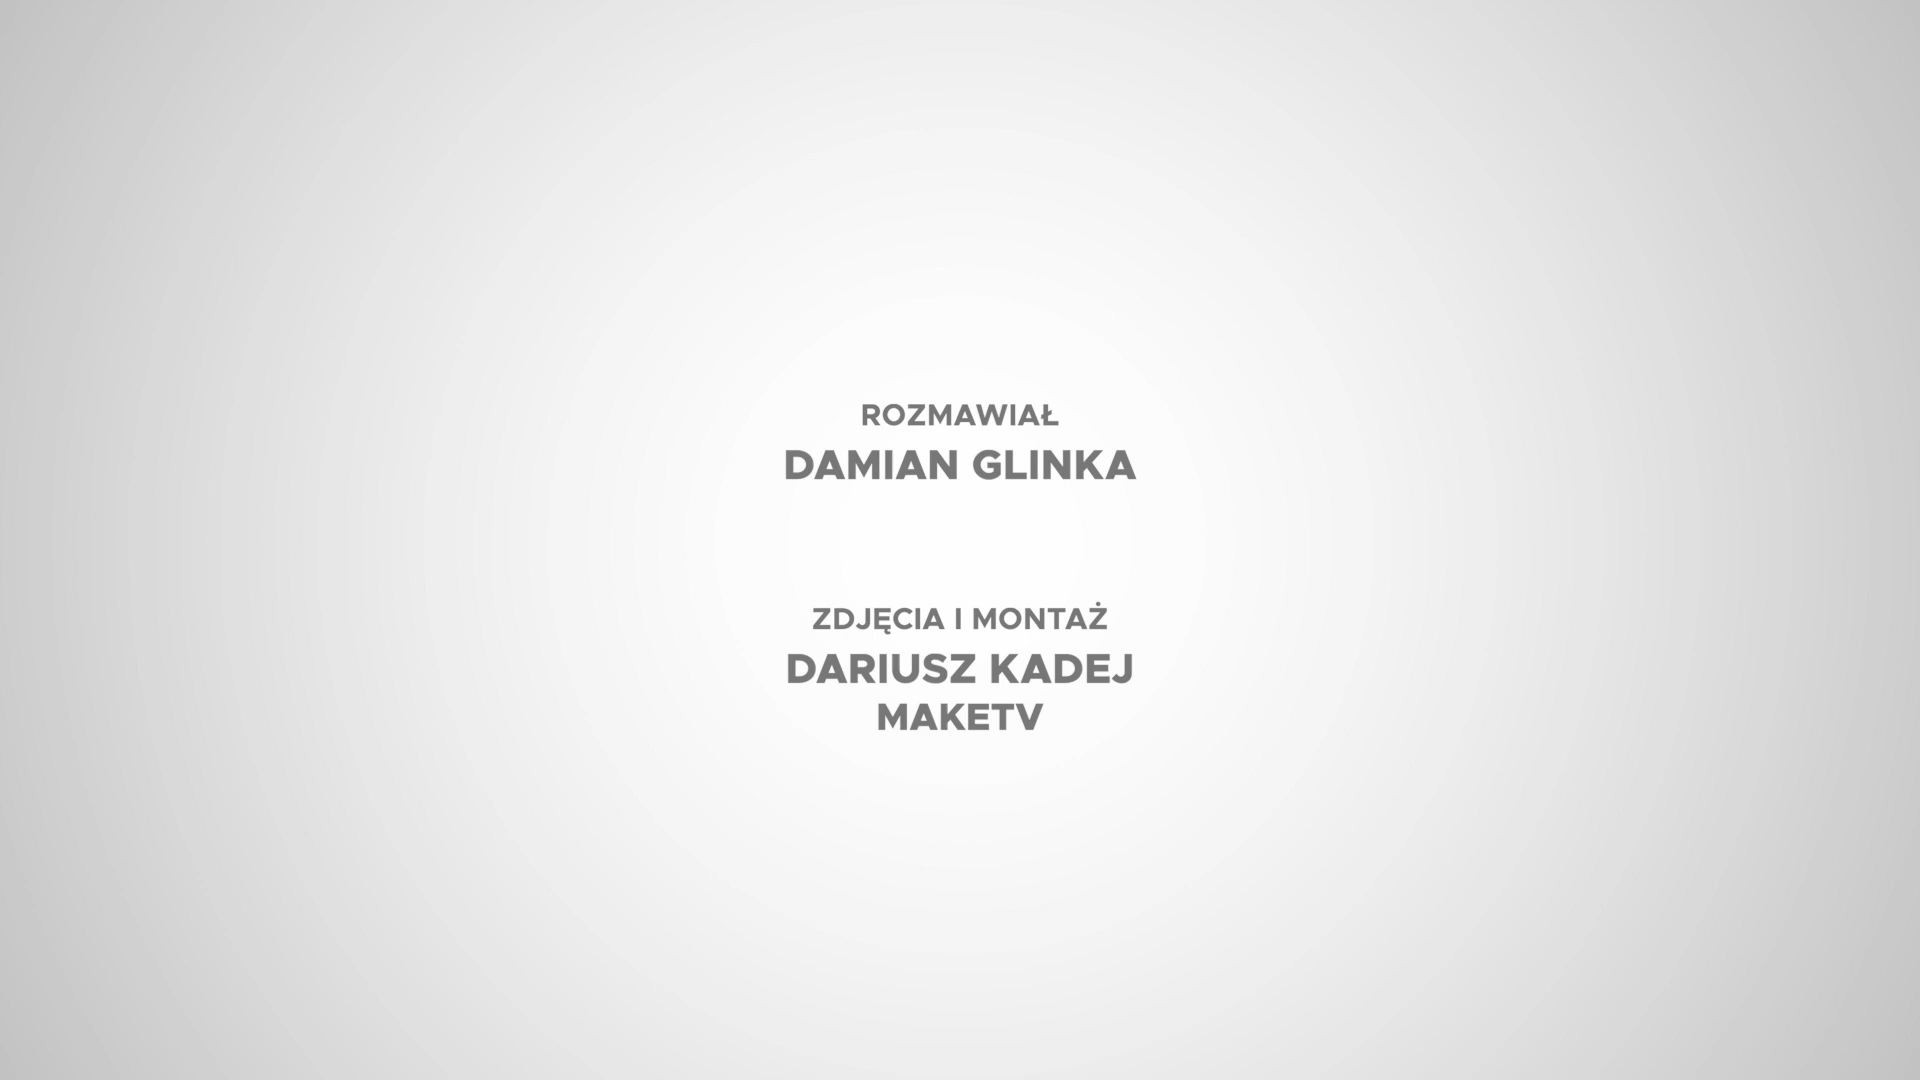 ROZMAWIAŁ
DAMIAN GLINKA
ZDJĘCIA I MONTAŻ
DARIUSZ KADEJ
MAKETV